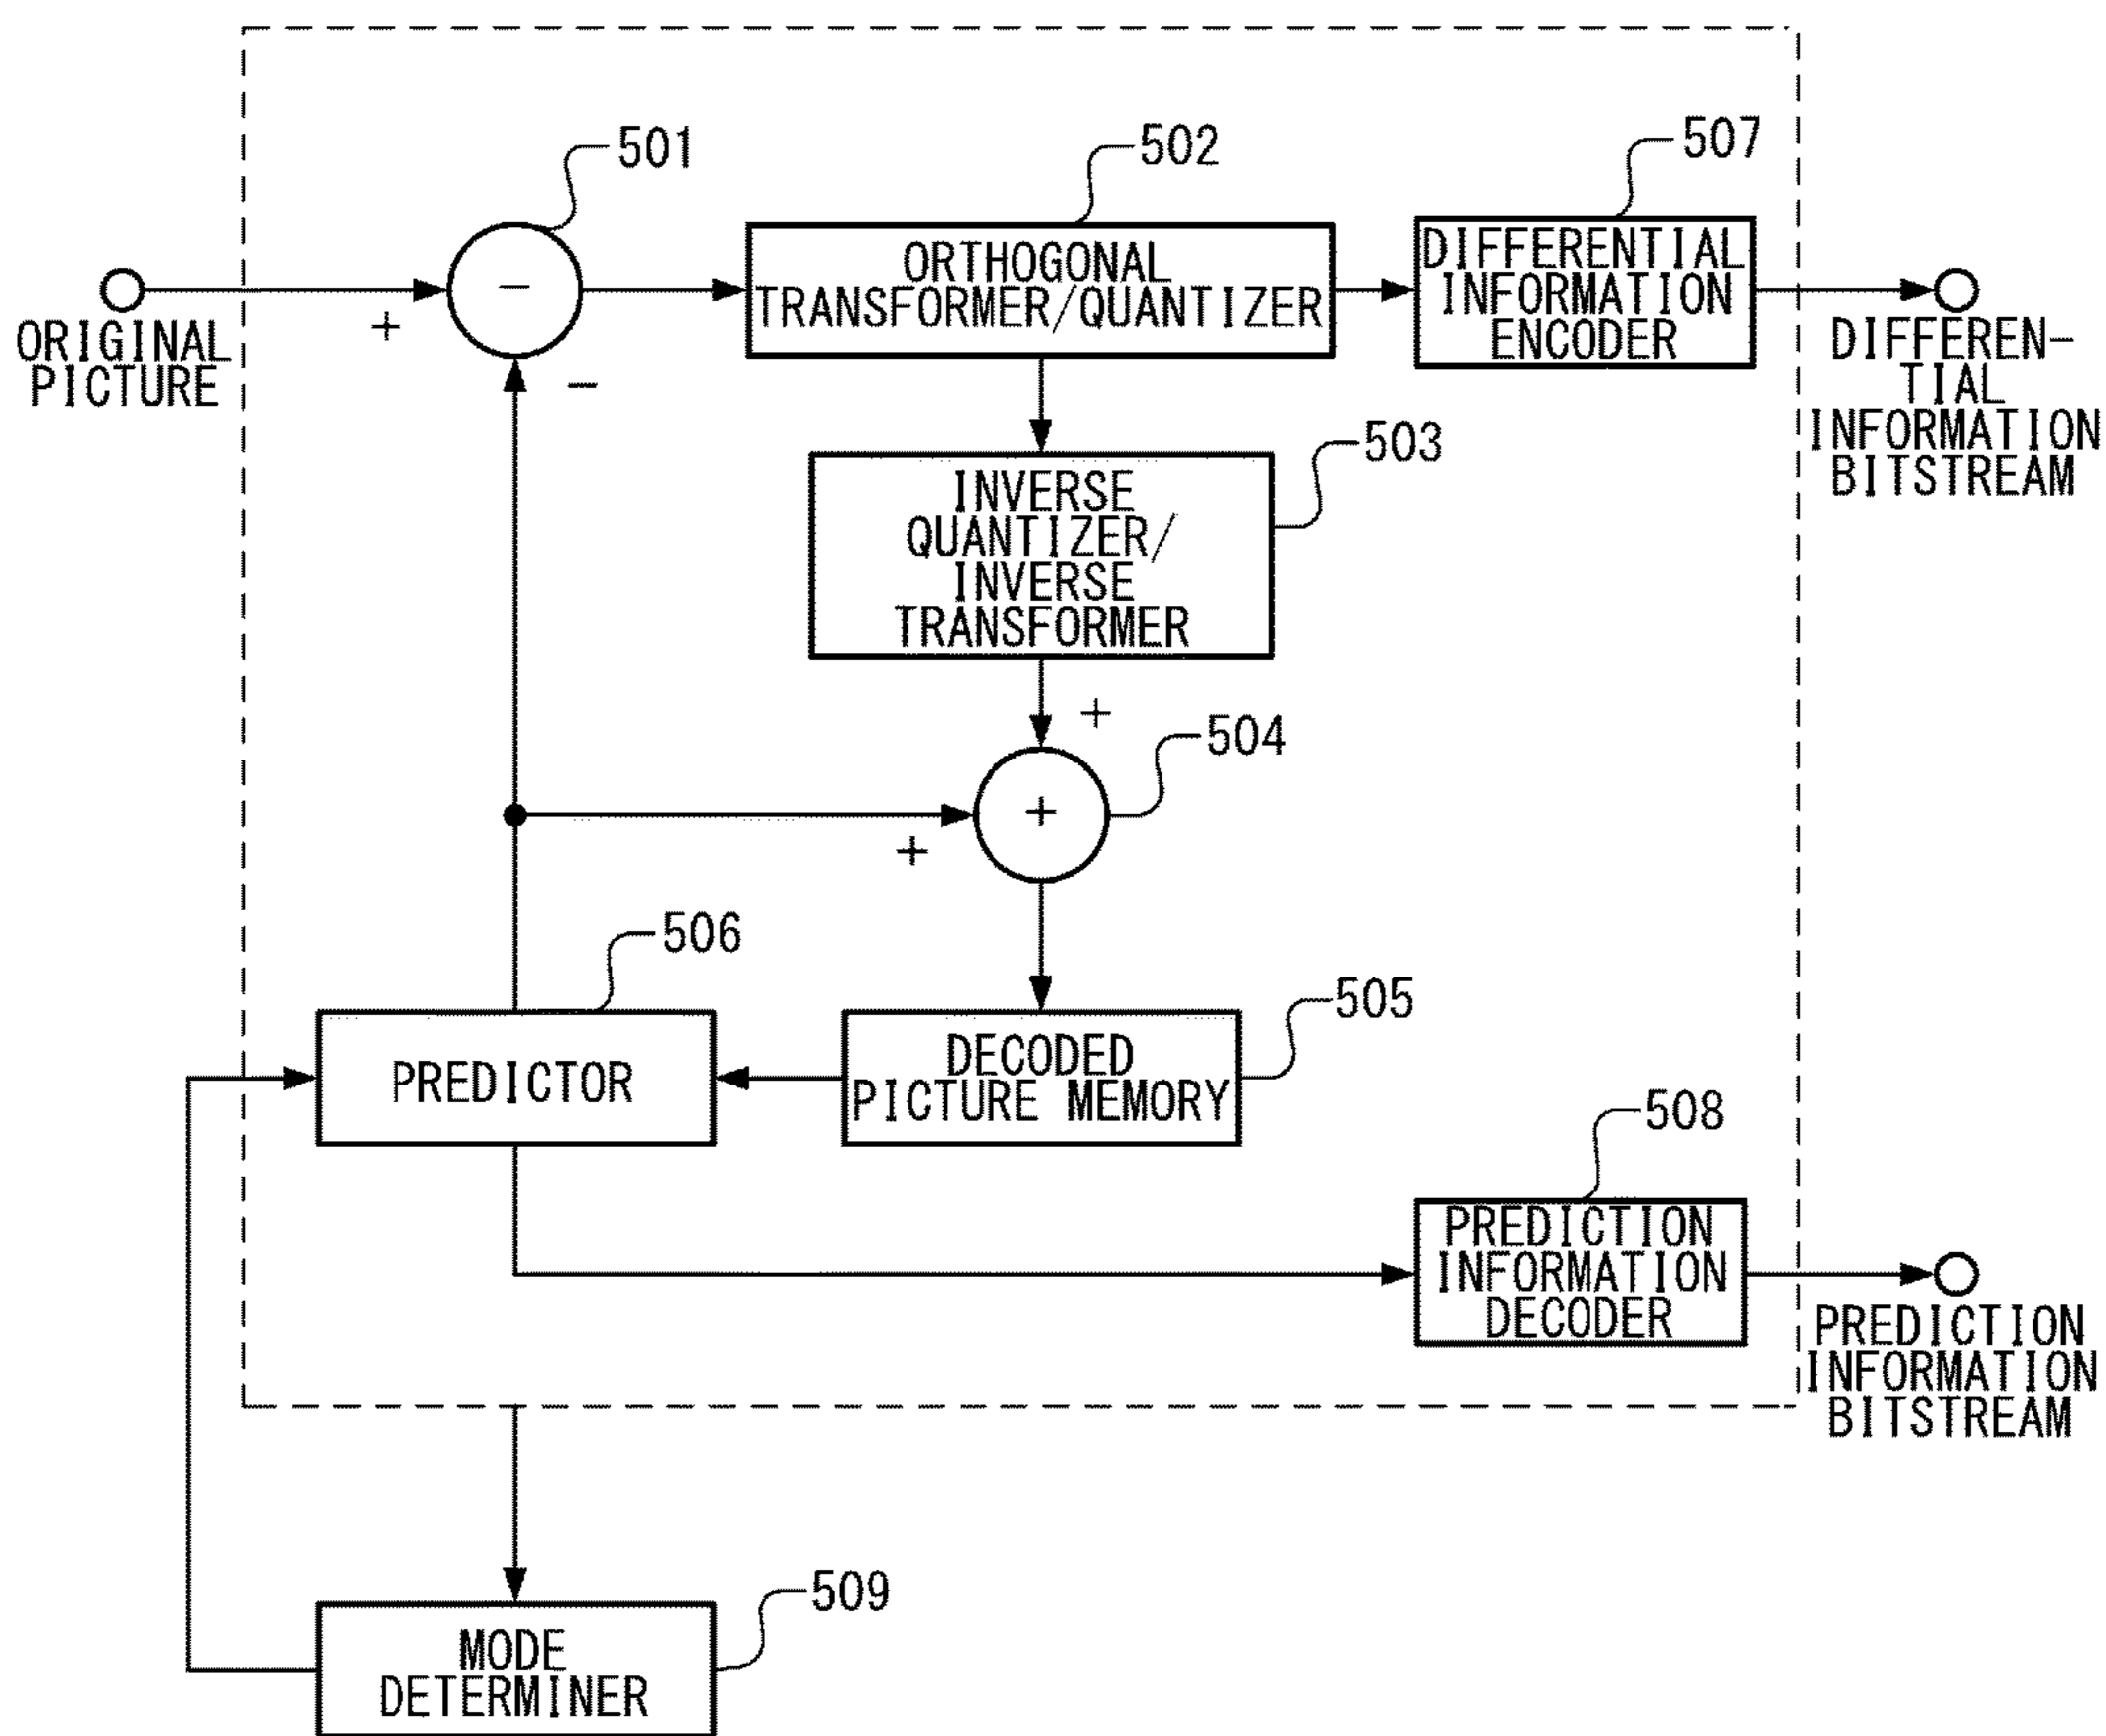 501
502
507
ORIGINAL
PICTURE
+
-
-
ORTHOGONAL
TRANSFORMER/QUANTIZER
DIFFERENTIAL
INFORMATION
ENCODER
DIFFEREN-
TIAL
INFORMATION
BITSTREAM
503
INVERSE
QUANTIZER/
INVERSE
TRANSFORMER
+
504
+
+
506
505
PREDICTOR
DECODED
PICTURE MEMORY
508
PREDICTION
INFORMATION
DECODER
PREDICTION
INFORMATION
BITSTREAM
509
MODE
DETERMINER